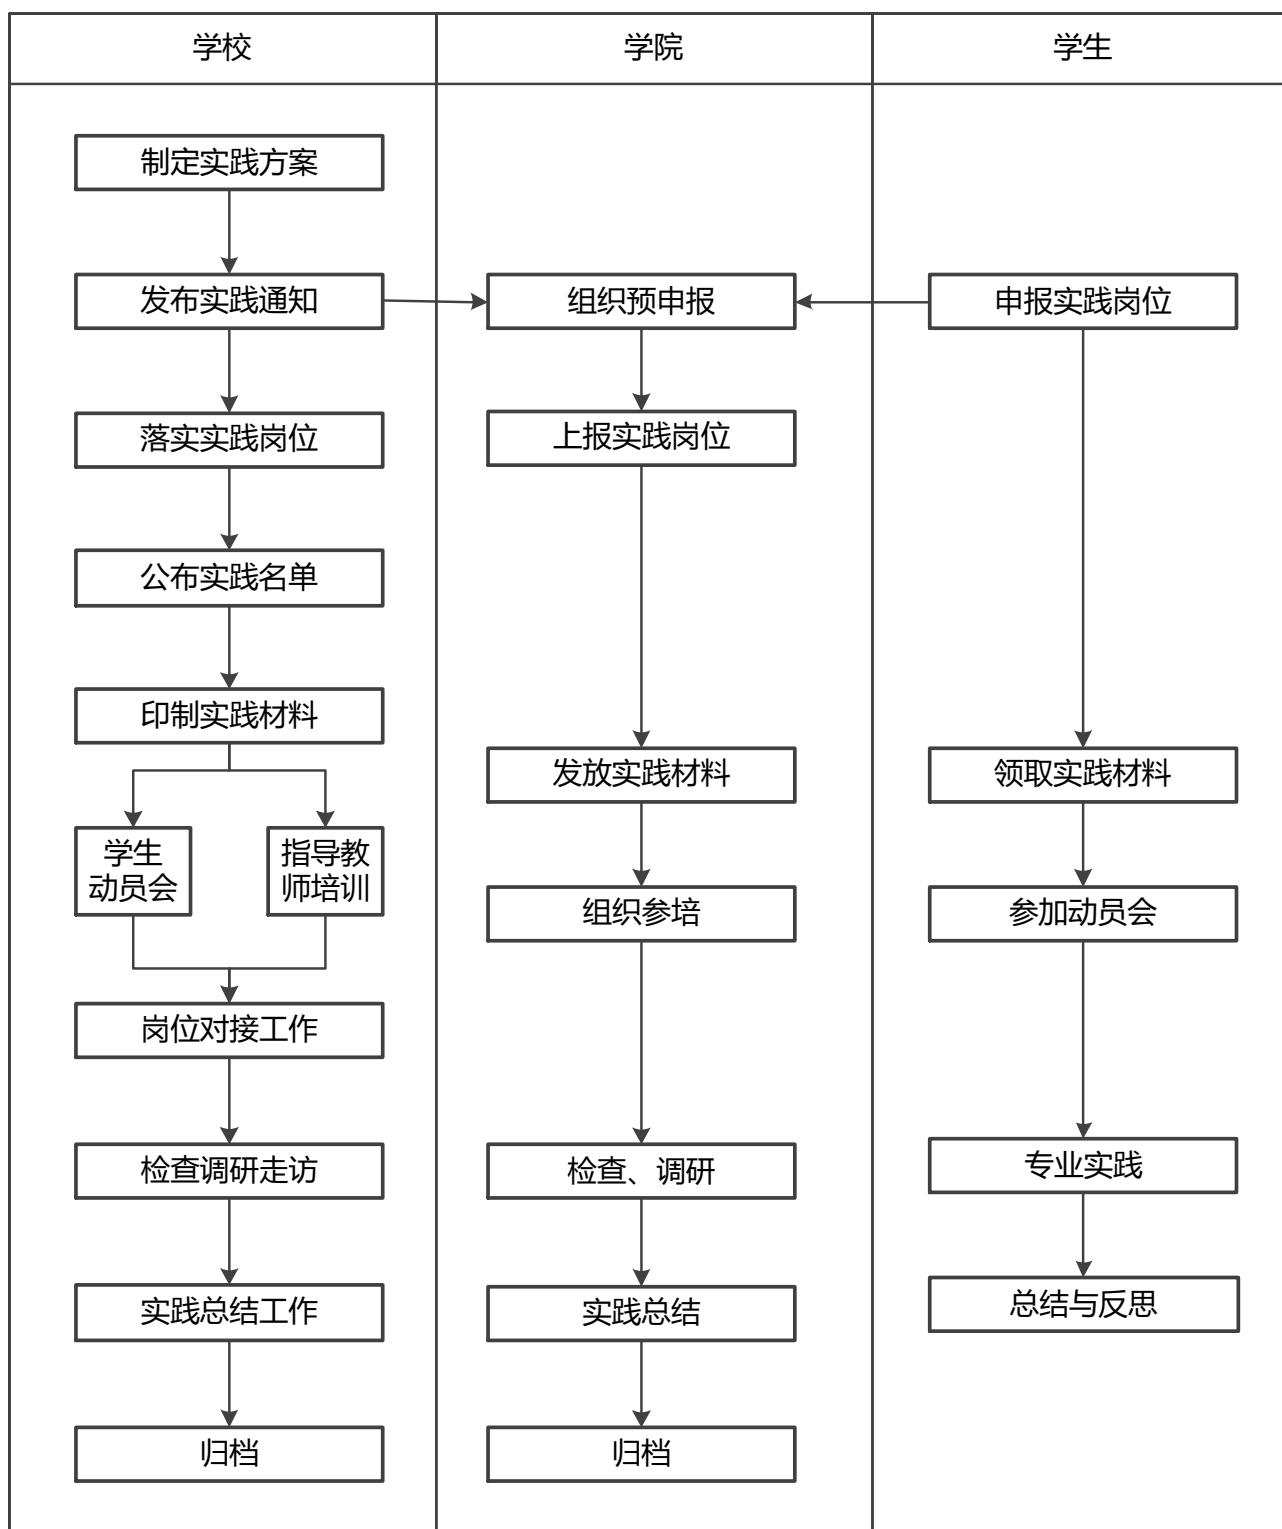 学校
学院
学生
制定实践方案
发布实践通知
组织预申报
申报实践岗位
落实实践岗位
上报实践岗位
公布实践名单
印制实践材料
发放实践材料
领取实践材料
学生
动员会
指导教
师培训
组织参培
参加动员会
岗位对接工作
检查调研走访
检查、调研
专业实践
实践总结工作
实践总结
总结与反思
归档
归档